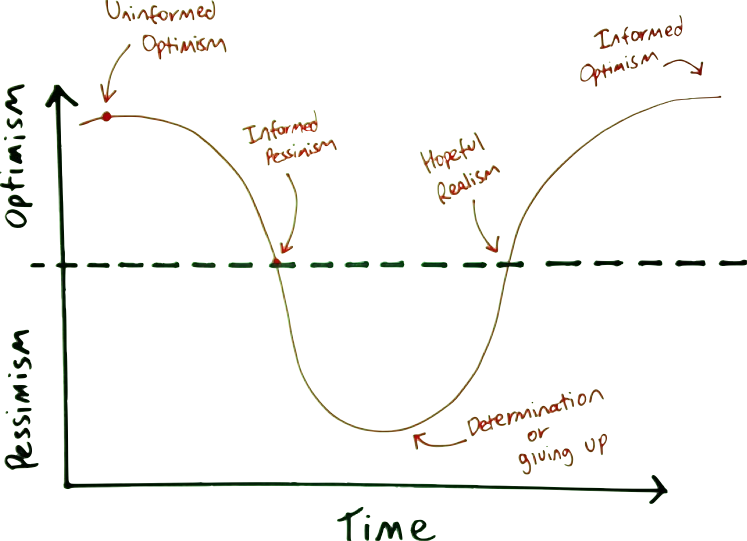 Uninformed
Optimism
Informed
Optimism
Informed
Pessimism
Hopeful
Realism
Optimism
Pessimism
Determination
or
giving up
Time